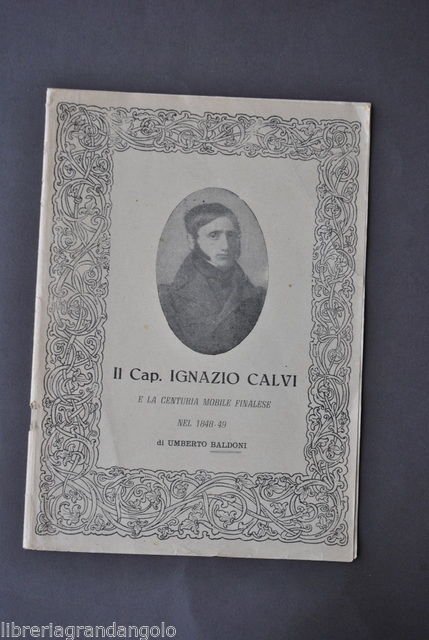 Il Cap. IGNAZIO CALVI
E LA CENTURIA MOBILE FINALESE
NEL 1848-49
di UMBERTO BALDONI
libreriagrandangolo